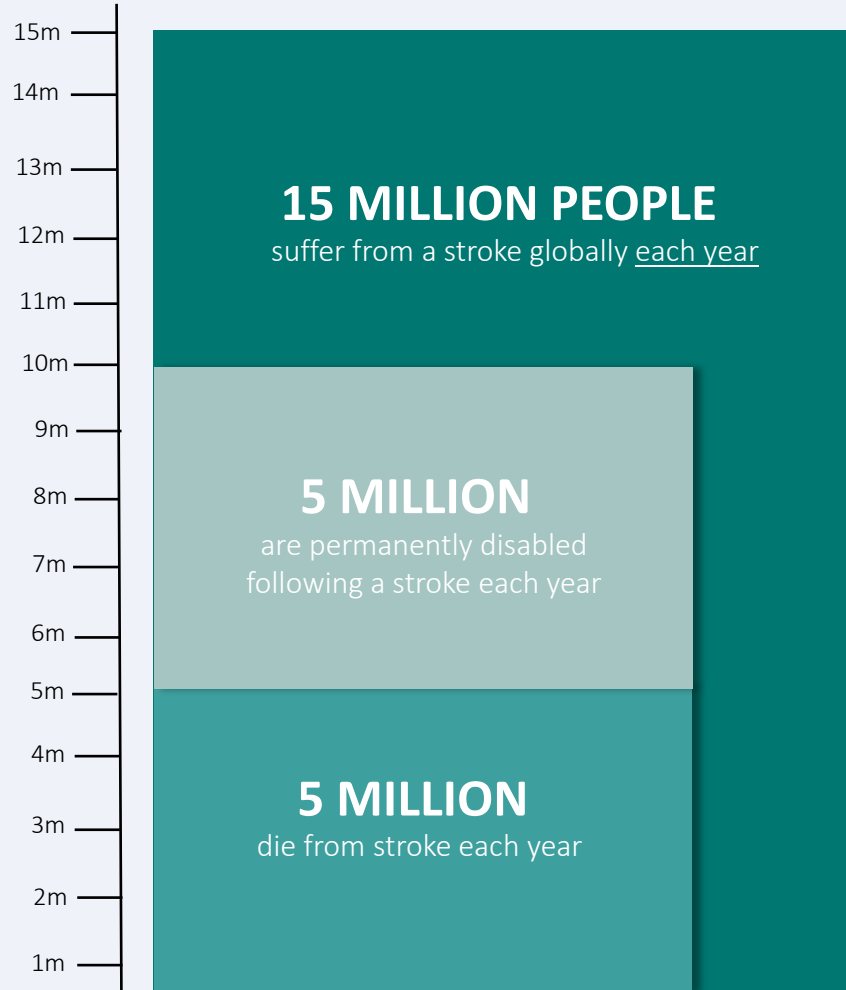 15m
14m
13m
15 MILLION PEOPLE
12m
suffer from a stroke globally each year
11m
10m
9m
8m
5 MILLION
are permanently disabled
7m
following a stroke each year
6m
5m
4m
5 MILLION
3m
die from stroke each year
2m
1m